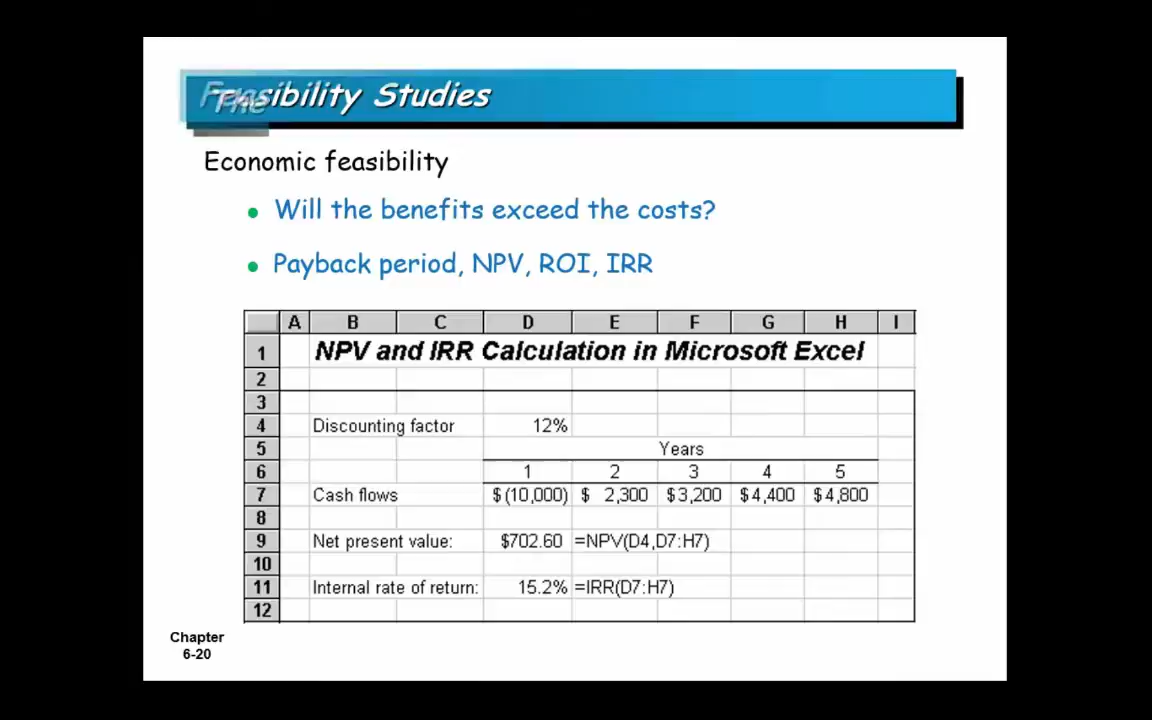 The
Feasibility Studies
Economic feasibility
• Will the benefits exceed the costs?
• Payback period, NPV, ROI, IRR
A B C D E F G H I
1 NPV and IRR Calculation in Microsoft Excel
2
3
4 Discounting factor 12%
5 Years
6 1 2 3 4 5
7 Cash flows $(10,000) $ 2,300 $3,200 $4,400 $4,800
8
9 Net present value: $702.60 =NPV(D4,D7:H7)
10
11 Internal rate of return: 15.2% =IRR(D7:H7)
12
Chapter
6-20